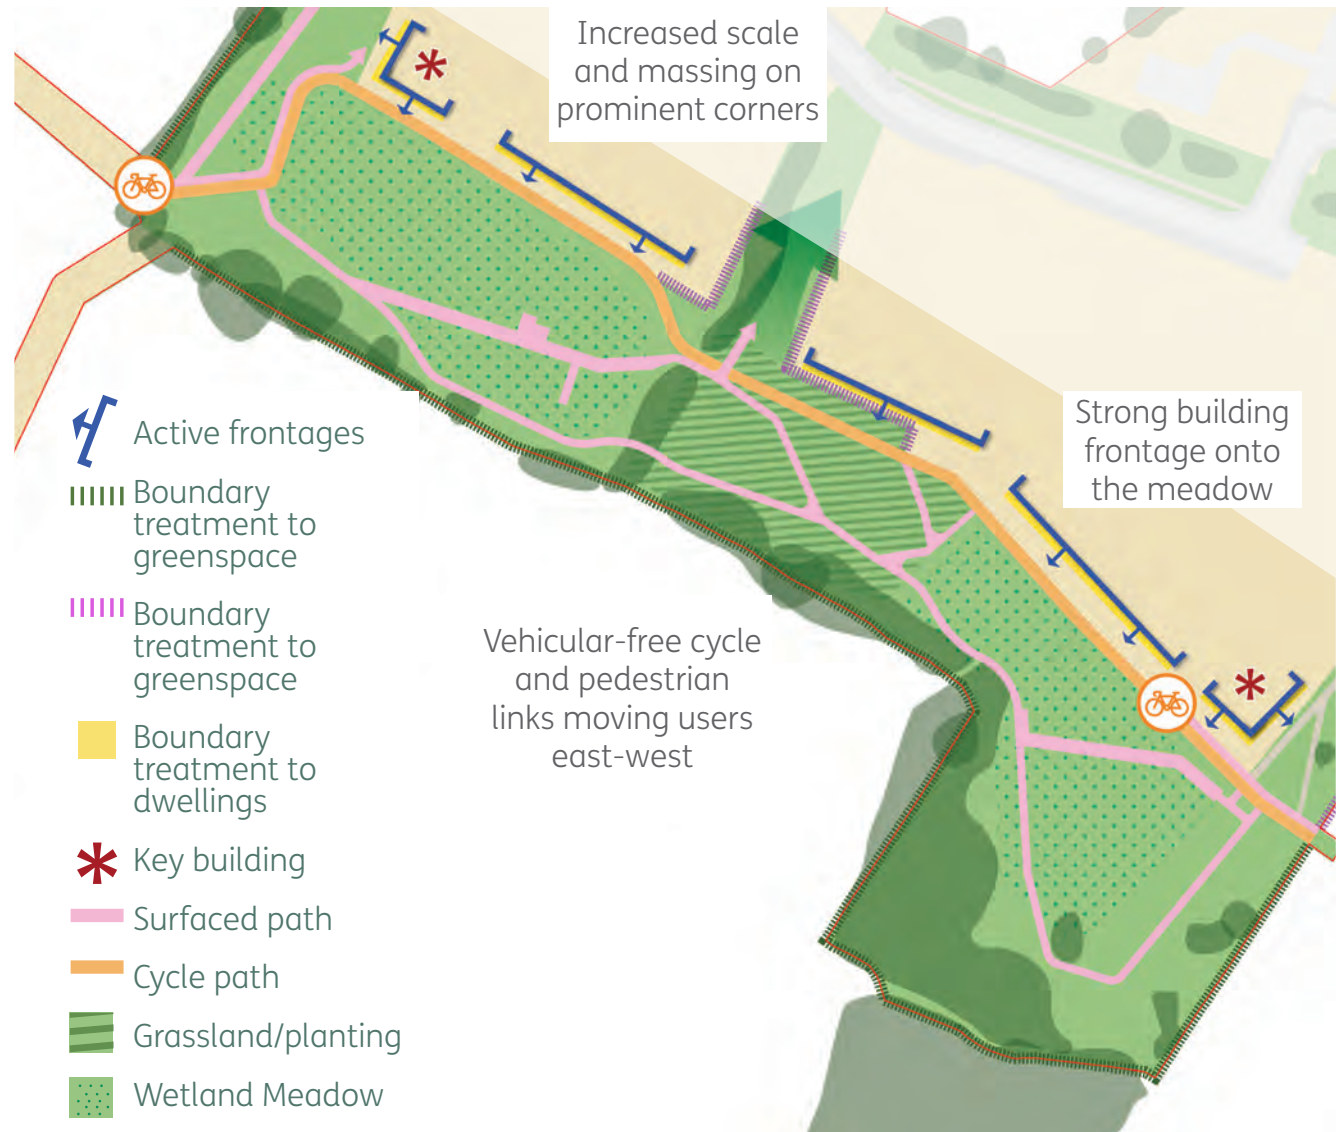 Increased scale
and massing on
prominent corners
Strong building
frontage onto
the meadow
Vehicular-free cycle
and pedestrian
links moving users
east-west
Active frontages
Boundary
treatment to
greenspace
Boundary
treatment to
greenspace
Boundary
treatment to
dwellings
Key building
Surfaced path
Cycle path
Grassland/planting
Wetland Meadow